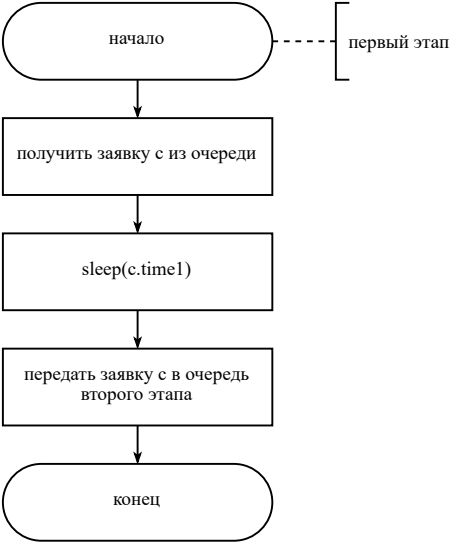 начало
первый этап
получить заявку с из очереди
sleep(c.time1)
передать заявку с в очередь
второго этапа
конец